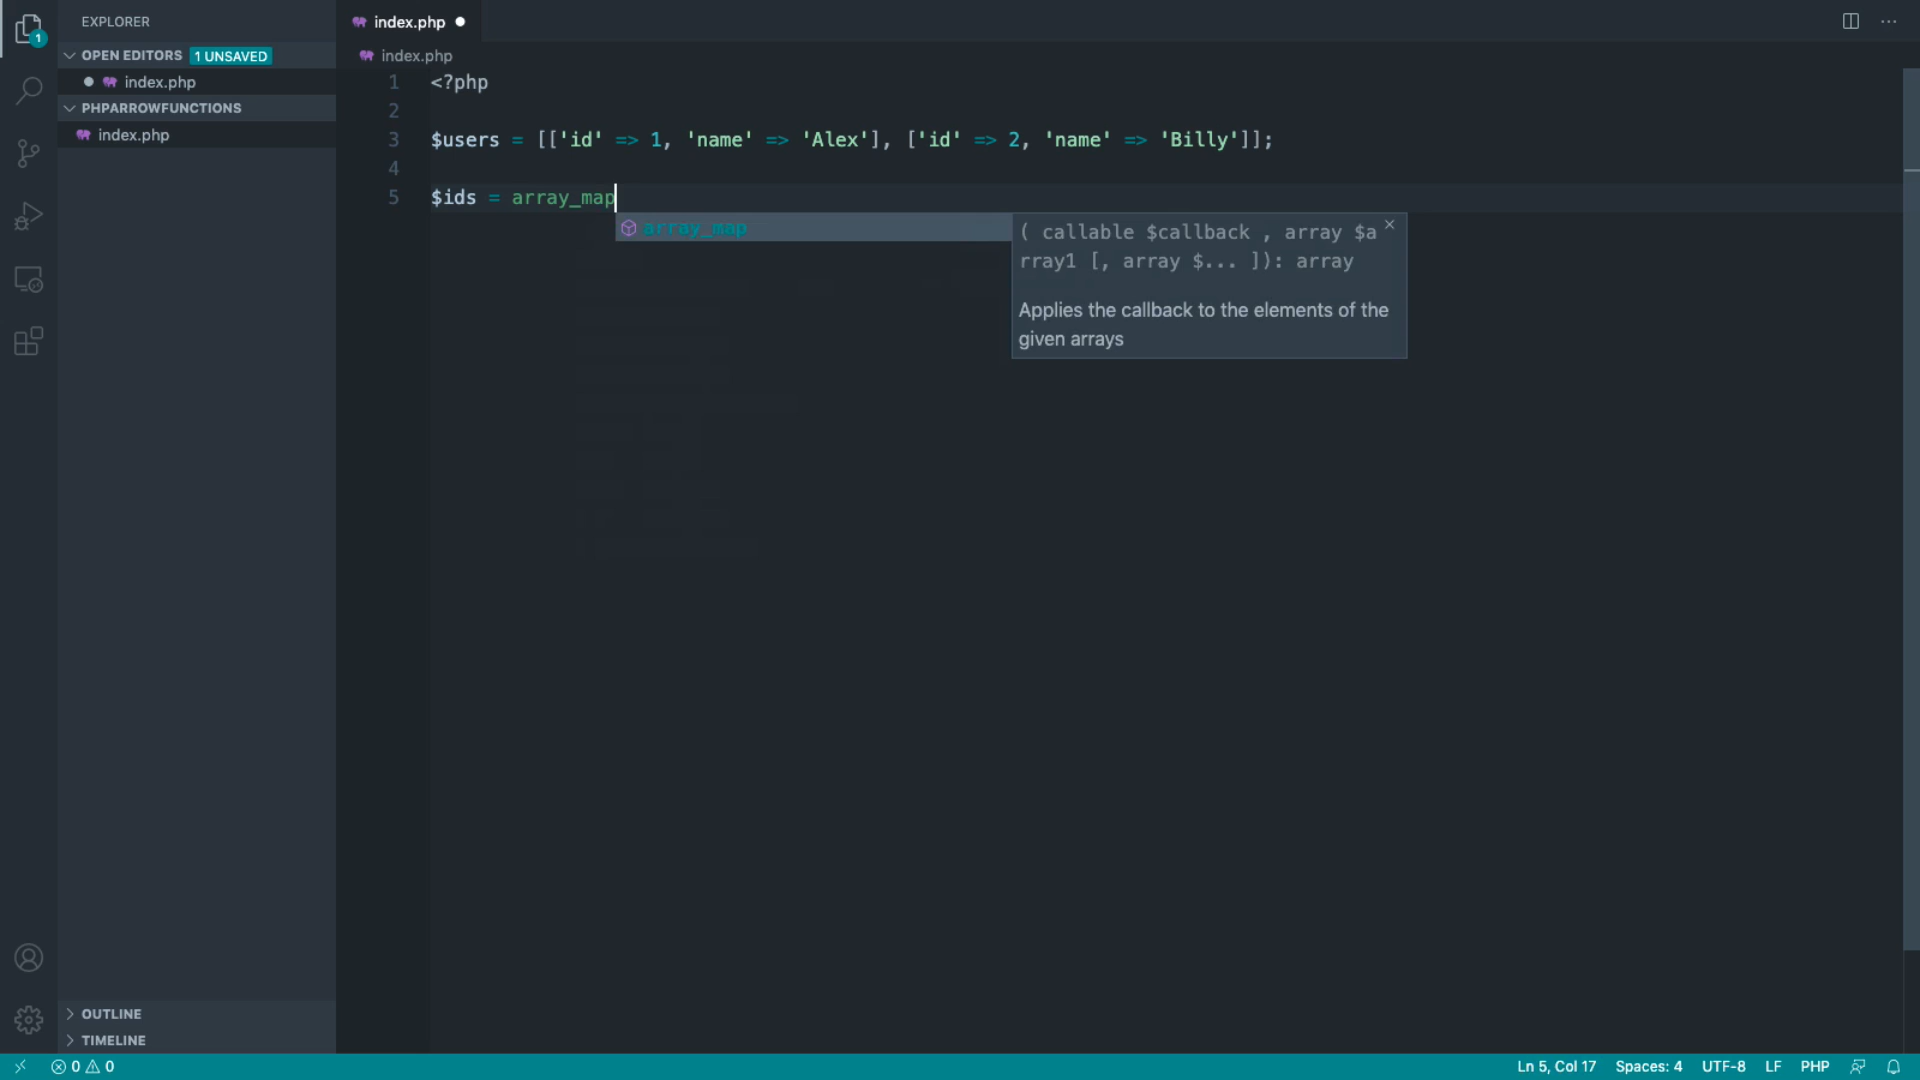 EXPLORER
OPEN EDITORS 1 UNSAVED
index.php
PHPARROWFUNCTIONS
index.php
OUTLINE
TIMELINE
1
index.php
index.php
1 <?php
2
3 $users = [['id' => 1, 'name' => 'Alex'], ['id' => 2, 'name' => 'Billy']];
4
5 $ids = array_map
array_map
( callable $callback , array $a
rray1 [, array $... ]): array
Applies the callback to the elements of the
given arrays
0 0
Ln 5, Col 17 Spaces: 4 UTF-8 LF PHP